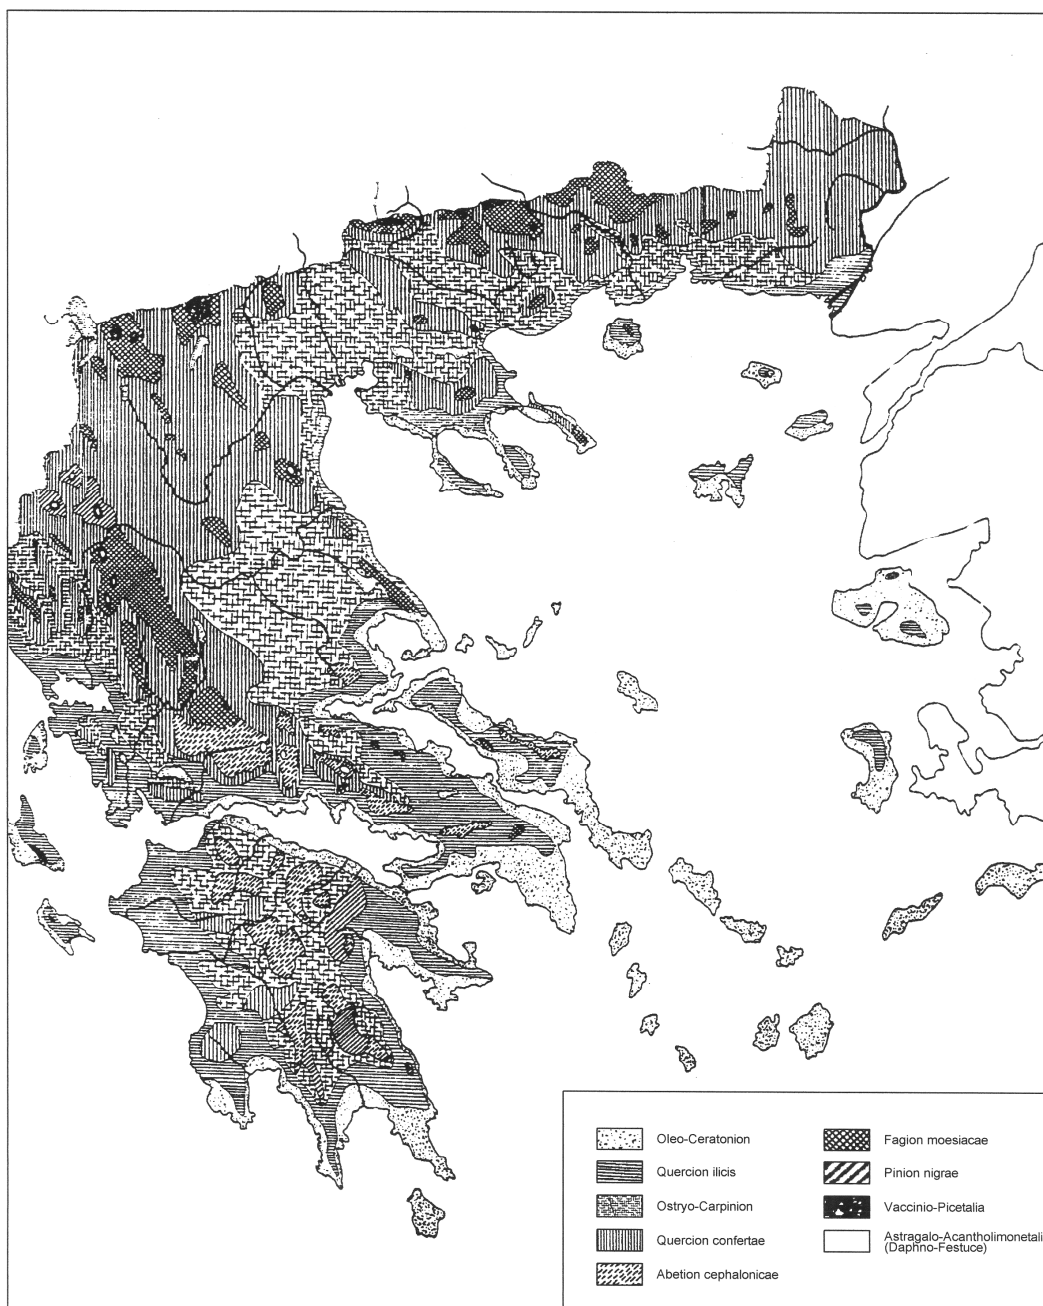 Oleo-Ceratonion
Quercion ilicis
Ostryo-Carpinion
Quercion confertae
Abetion cephalonicae
Fagion moesiacae
Pinion nigrae
Vaccinio-Picetalia
Astragalo-Acantholimonetali
(Daphno-Festuce)